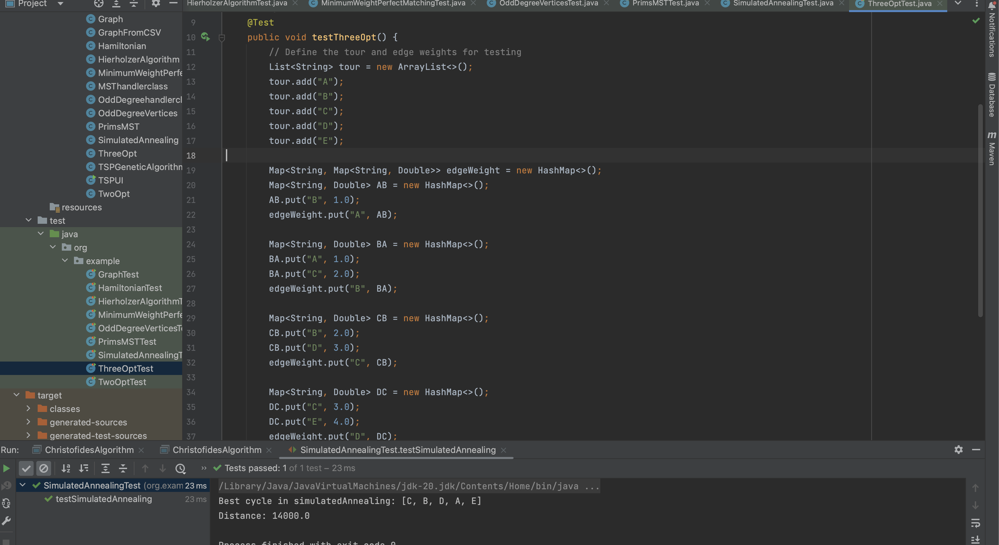 Project
HierholzerAlgorithmTest.java
MinimumWeightPerfectMatchingTest.java
OddDegreeVerticesTest.java
PrimsMSTTest.java
SimulatedAnnealingTest.java
ThreeOptTest.java
Graph
GraphFromCSV
Hamiltonian
HierholzerAlgorithm
MinimumWeightPerfe
MSThandlerclass
OddDegreehandlercl
OddDegreeVertices
PrimsMST
SimulatedAnnealing
ThreeOpt
TSPGeneticAlgorithm
TSPUI
TwoOpt
resources
test
java
org
example
GraphTest
HamiltonianTest
HierholzerAlgorithmT
MinimumWeightPerfe
OddDegreeVerticesTe
PrimsMSTTest
SimulatedAnnealingT
ThreeOptTest
TwoOptTest
target
classes
generated-sources
generated-test-sources
9 @Test
10 public void testThreeOpt() {
11 // Define the tour and edge weights for testing
12 List<String> tour = new ArrayList<>();
13 tour.add("A");
14 tour.add("B");
15 tour.add("C");
16 tour.add("D");
17 tour.add("E");
18
19 Map<String, Map<String, Double>> edgeWeight = new HashMap<>();
20 Map<String, Double> AB = new HashMap<>();
21 AB.put("B", 1.0);
22 edgeWeight.put("A", AB);
23
24 Map<String, Double> BA = new HashMap<>();
25 BA.put("A", 1.0);
26 BA.put("C", 2.0);
27 edgeWeight.put("B", BA);
28
29 Map<String, Double> CB = new HashMap<>();
30 CB.put("B", 2.0);
31 CB.put("D", 3.0);
32 edgeWeight.put("C", CB);
33
34 Map<String, Double> DC = new HashMap<>();
35 DC.put("C", 3.0);
36 DC.put("E", 4.0);
37 edgeWeight.put("D", DC);
Notifications
Database
Maven
Run:
ChristofidesAlgorithm
ChristofidesAlgorithm
SimulatedAnnealingTest.testSimulatedAnnealing
Tests passed: 1 of 1 test – 23 ms
SimulatedAnnealingTest (org.exam 23 ms
testSimulatedAnnealing 23 ms
/Library/Java/JavaVirtualMachines/jdk-20.jdk/Contents/Home/bin/java ...
Best cycle in simulatedAnnealing: [C, B, D, A, E]
Distance: 14000.0
Process finished with exit code 0